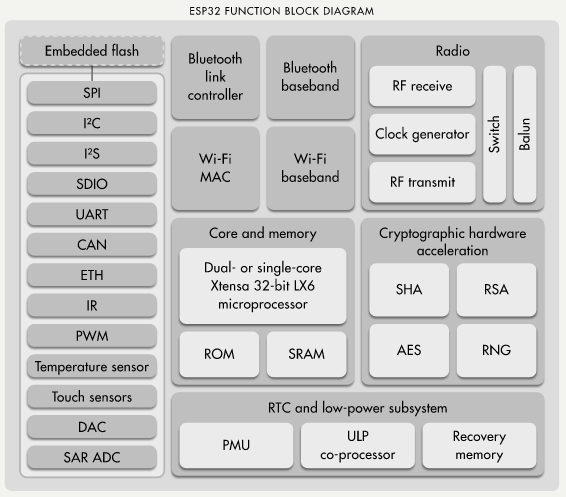 ESP32 FUNCTION BLOCK DIAGRAM
Embedded flash
SPI
I²C
I²S
SDIO
UART
CAN
ETH
IR
PWM
Temperature sensor
Touch sensors
DAC
SAR ADC
Bluetooth
link
controller
Bluetooth
baseband
Wi-Fi
MAC
Wi-Fi
baseband
Radio
RF receive
Clock generator
RF transmit
Switch
Balun
Core and memory
Dual- or single-core
Xtensa 32-bit LX6
microprocessor
ROM
SRAM
Cryptographic hardware
acceleration
SHA
RSA
AES
RNG
RTC and low-power subsystem
PMU
ULP
co-processor
Recovery
memory